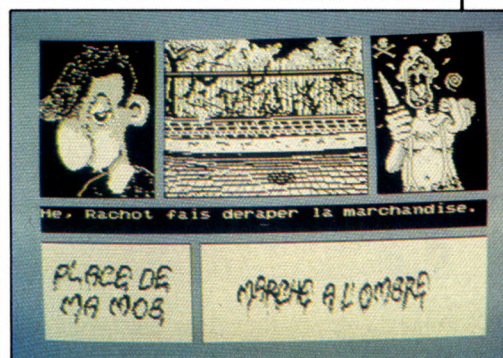 He, Rachot fais deraper la marchandise.
PLACE DE
MA MOB
MARCHE A L'OMBRE